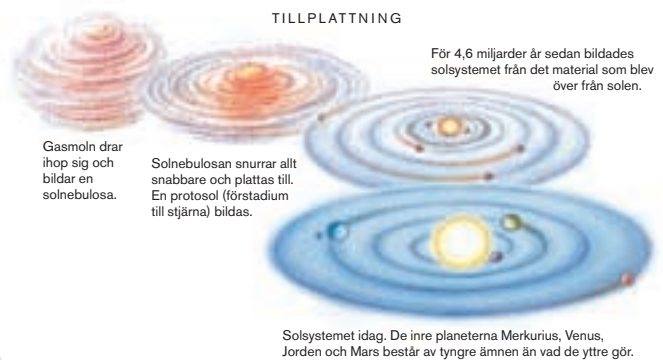 TILLPLATTNING
För 4,6 miljarder år sedan bildades
solsystemet från det material som blev
över från solen.
Gasmoln drar
ihop sig och
bildar en
solnebulosa.
Solnebulosan snurrar allt
snabbare och plattas till.
En protosol (förstadium
till stjärna) bildas.
Solsystemet idag. De inre planeterna Merkurius, Venus,
Jorden och Mars består av tyngre ämnen än vad de yttre gör.